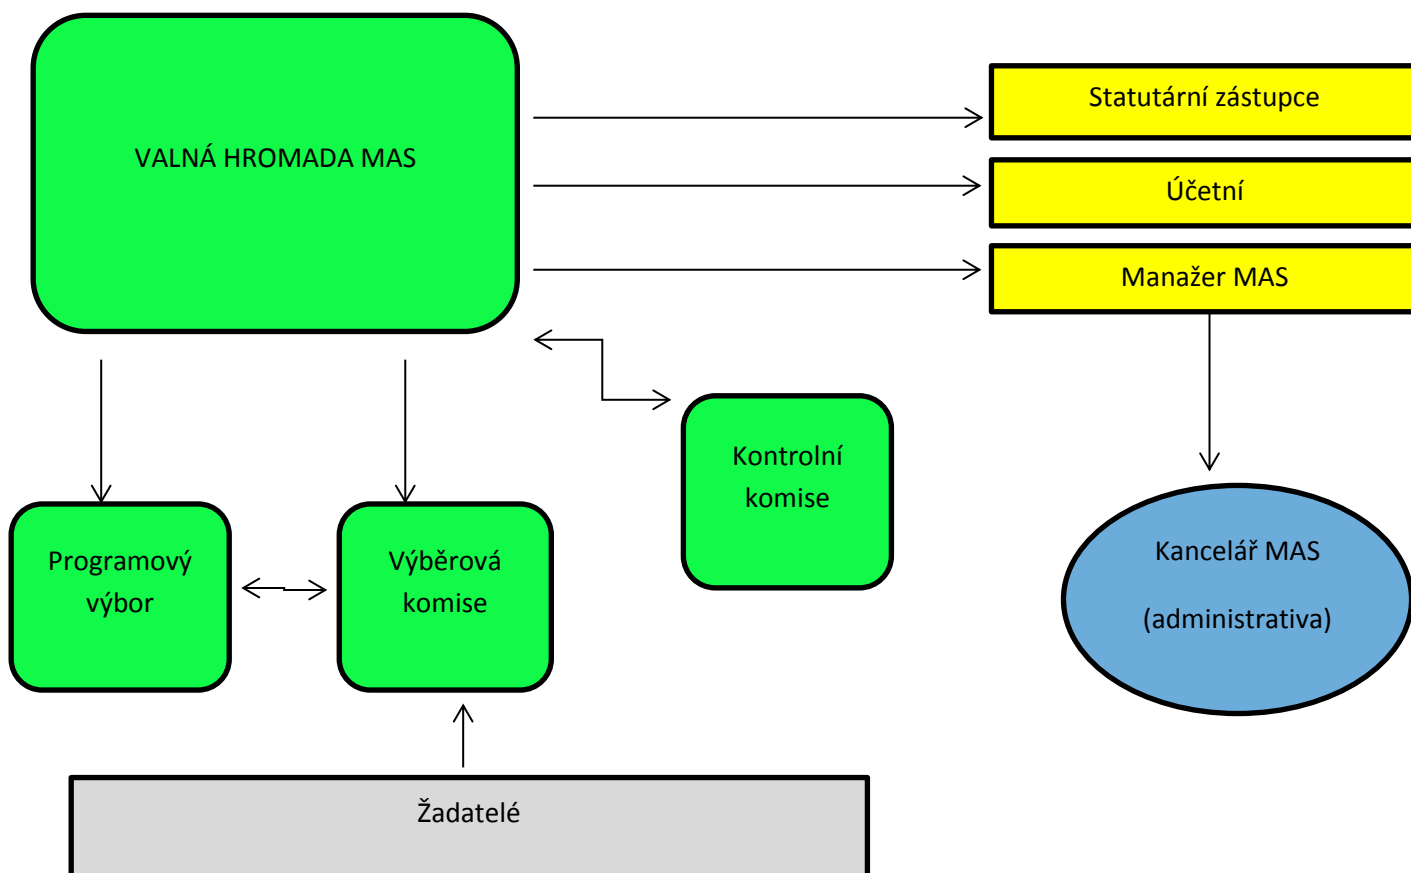 VALNÁ HROMADA MAS
Statutární zástupce
Účetní
Manažer MAS
Kontrolní
komise
Programový
výbor
Výběrová
komise
Kancelář MAS
(administrativa)
Žadatelé